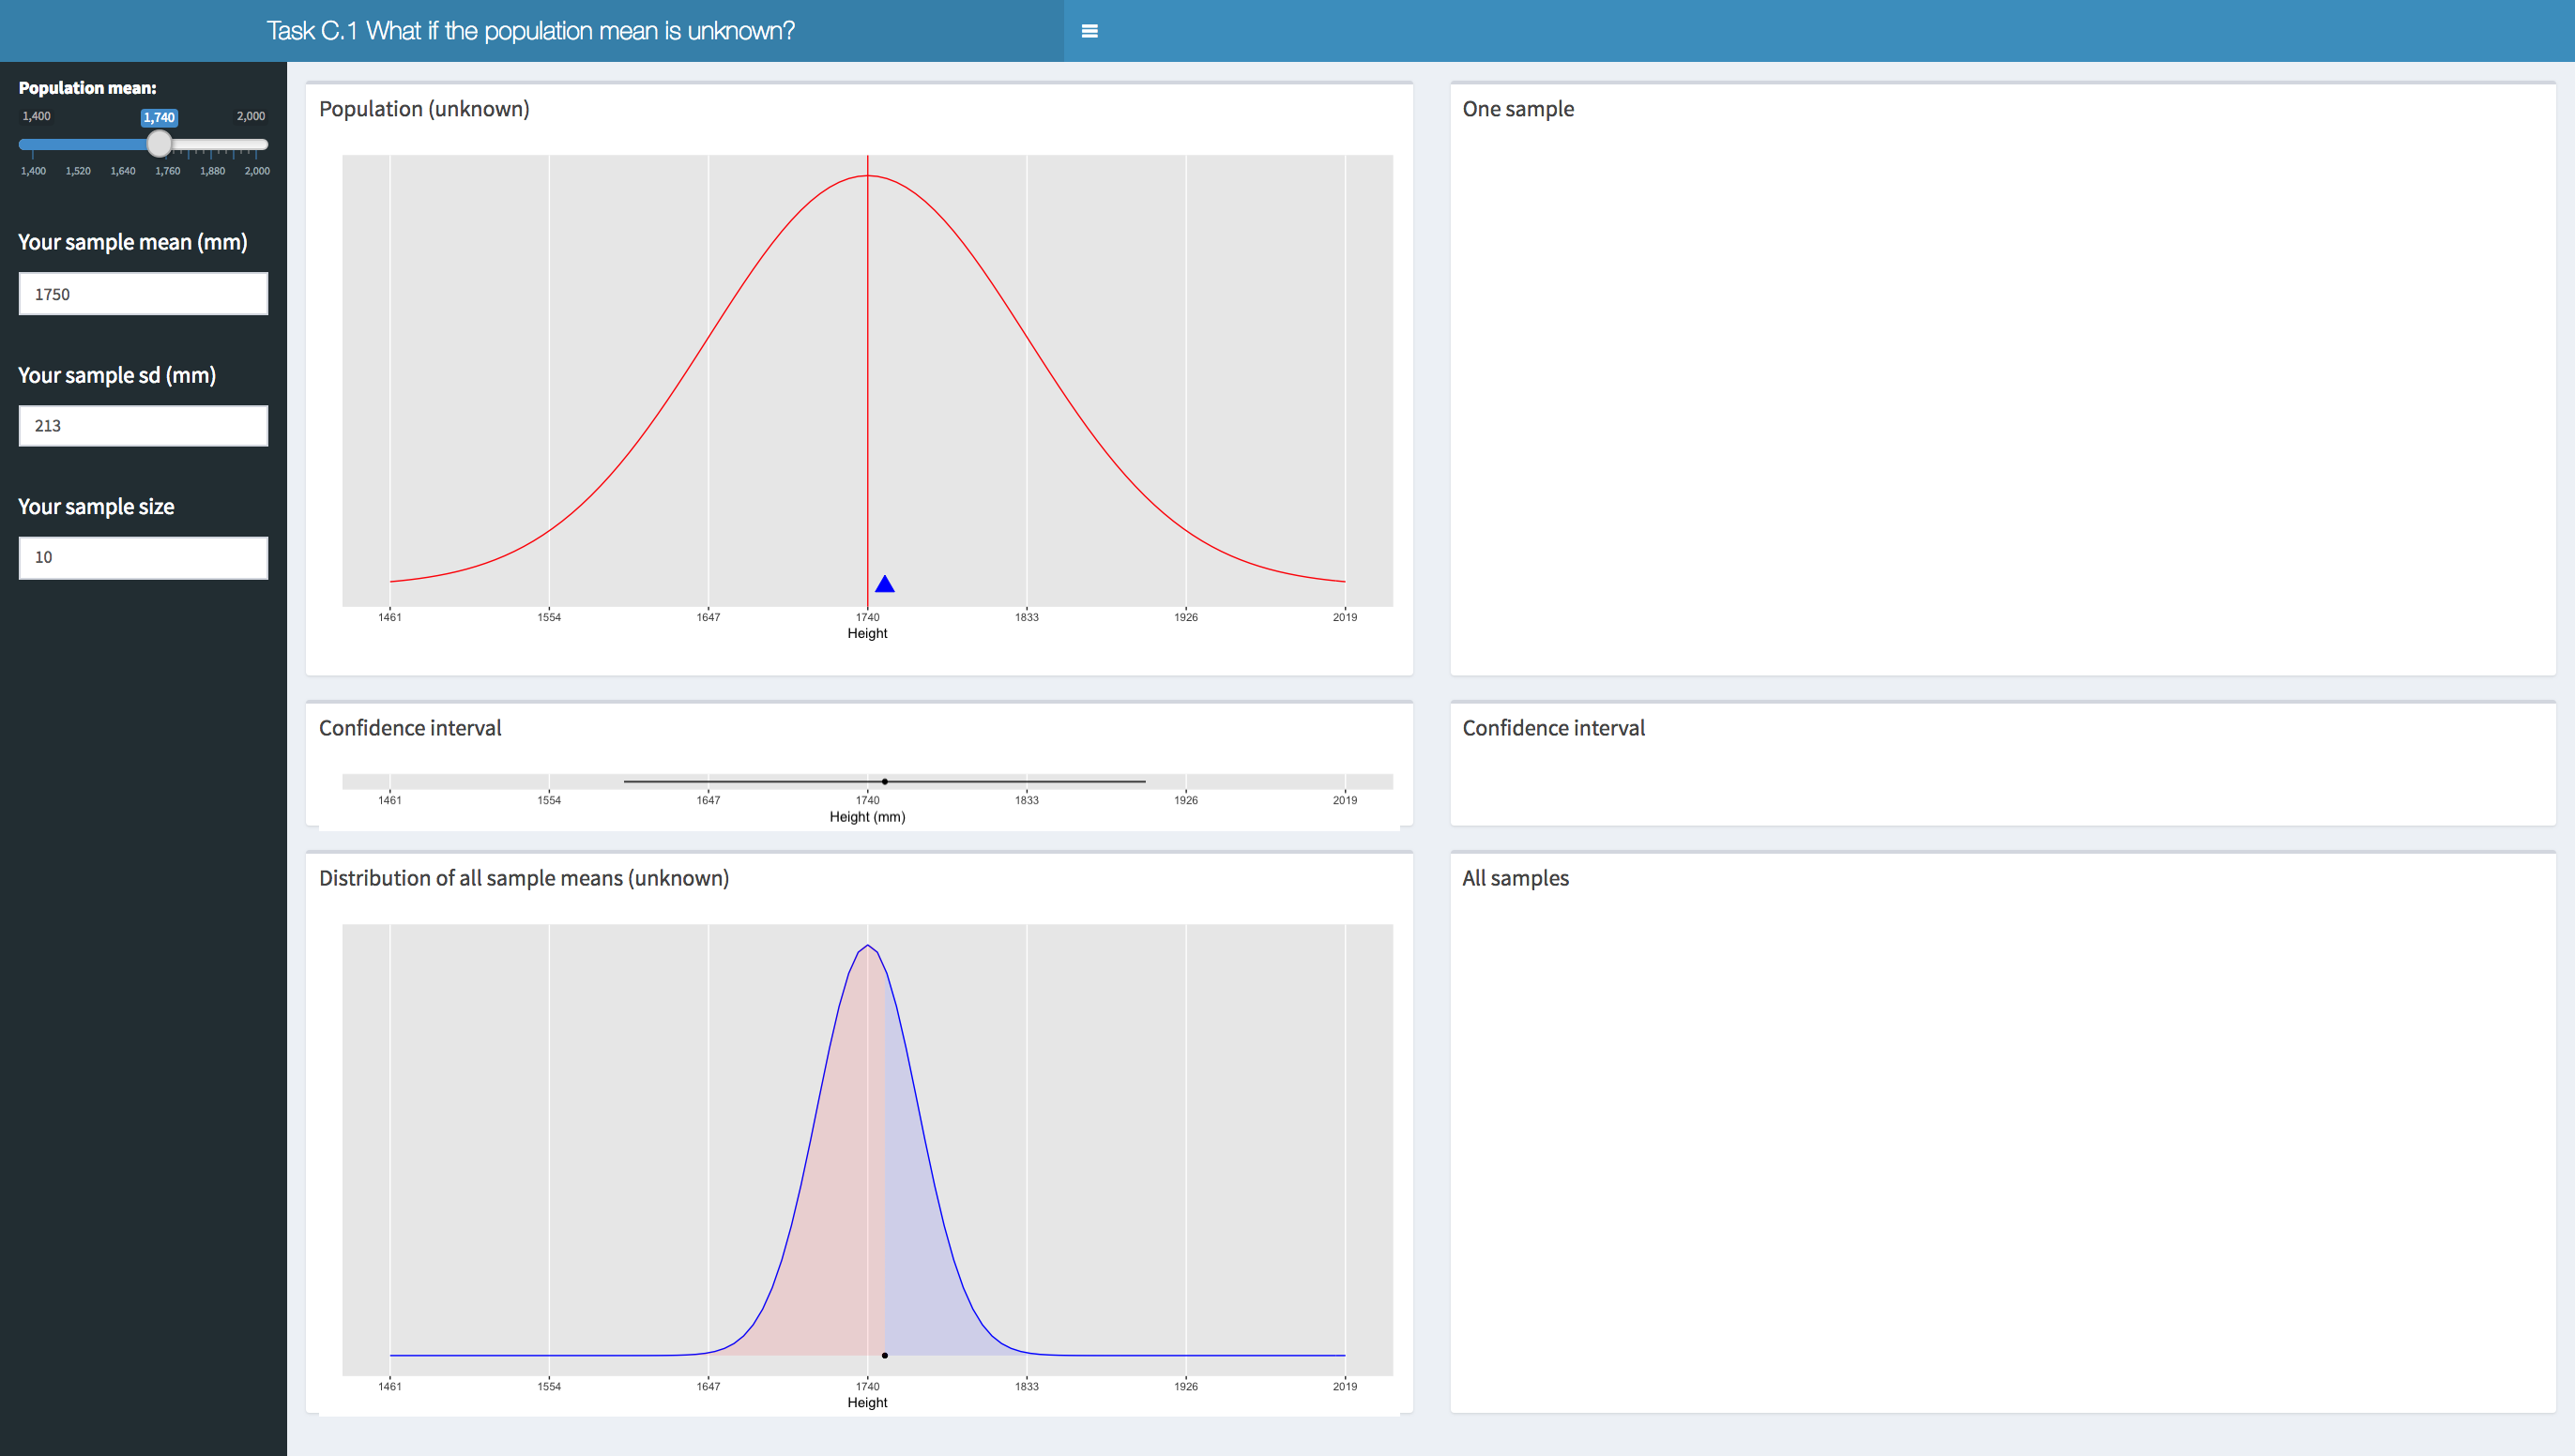 Task C.1 What if the population mean is unknown?
Population mean:
1,400 1,740 2,000
1,400 1,520 1,640 1,760 1,880 2,000
Your sample mean (mm)
1750
Your sample sd (mm)
213
Your sample size
10
Population (unknown)
1461 1554 1647 1740 1833 1926 2019
Height
One sample
Confidence interval
1461 1554 1647 1740 1833 1926 2019
Height (mm)
Confidence interval
Distribution of all sample means (unknown)
1461 1554 1647 1740 1833 1926 2019
Height
All samples